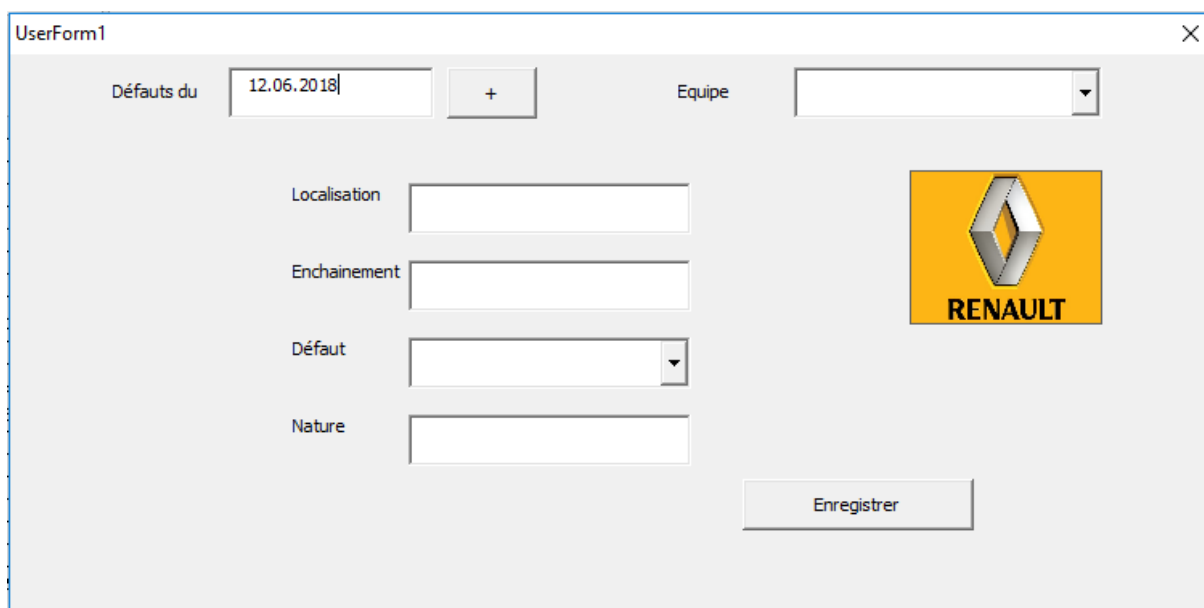 UserForm1
Défauts du 12.06.2018 + Equipe
Localisation
Enchainement
Défaut
Nature
RENAULT
Enregistrer